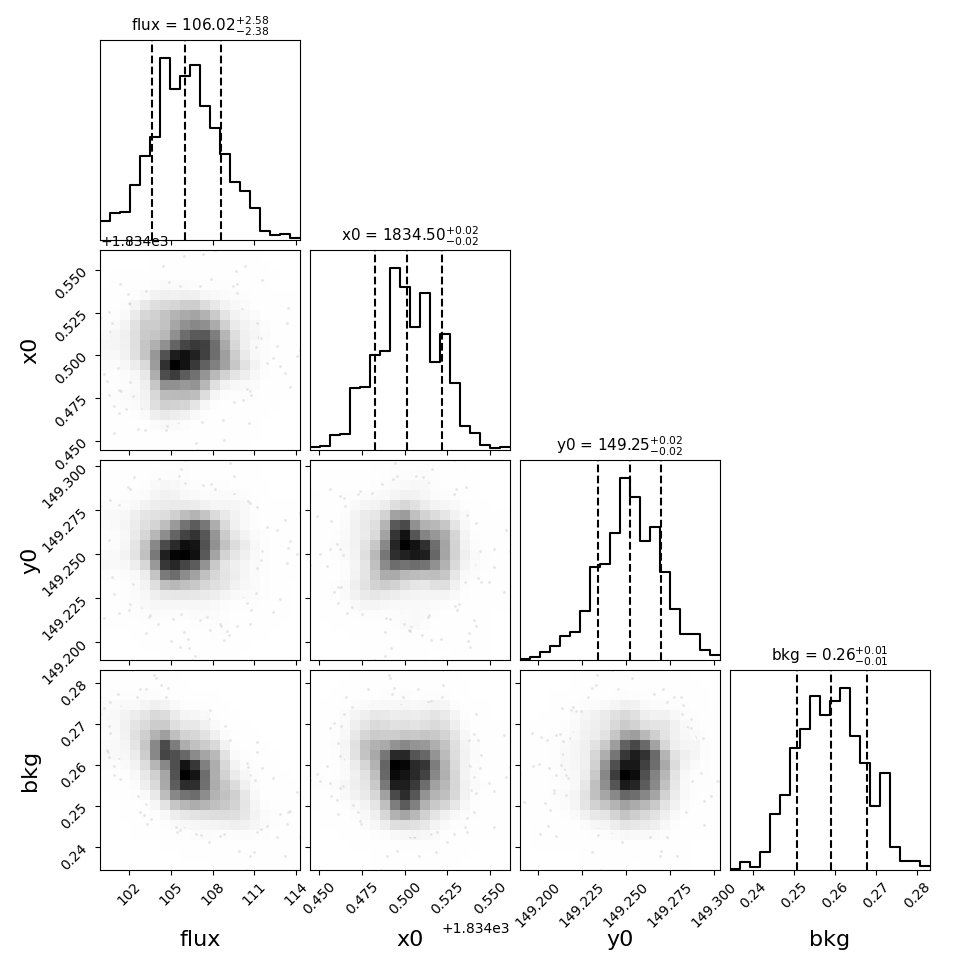 flux = 106.02+2.58−2.38
+1.834e3
x0 = 1834.50+0.02−0.02
x0
0.550
0.525
0.500
0.475
0.450
y0 = 149.25+0.02−0.02
y0
149.300
149.275
149.250
149.225
149.200
bkg = 0.26+0.01−0.01
bkg
0.28
0.27
0.26
0.25
0.24
102 105 108 111 114 0.450 0.475 0.500 0.525 0.550 149.200 149.225 149.250 149.275 149.300 0.24 0.25 0.26 0.27 0.28
+1.834e3
flux x0 y0 bkg